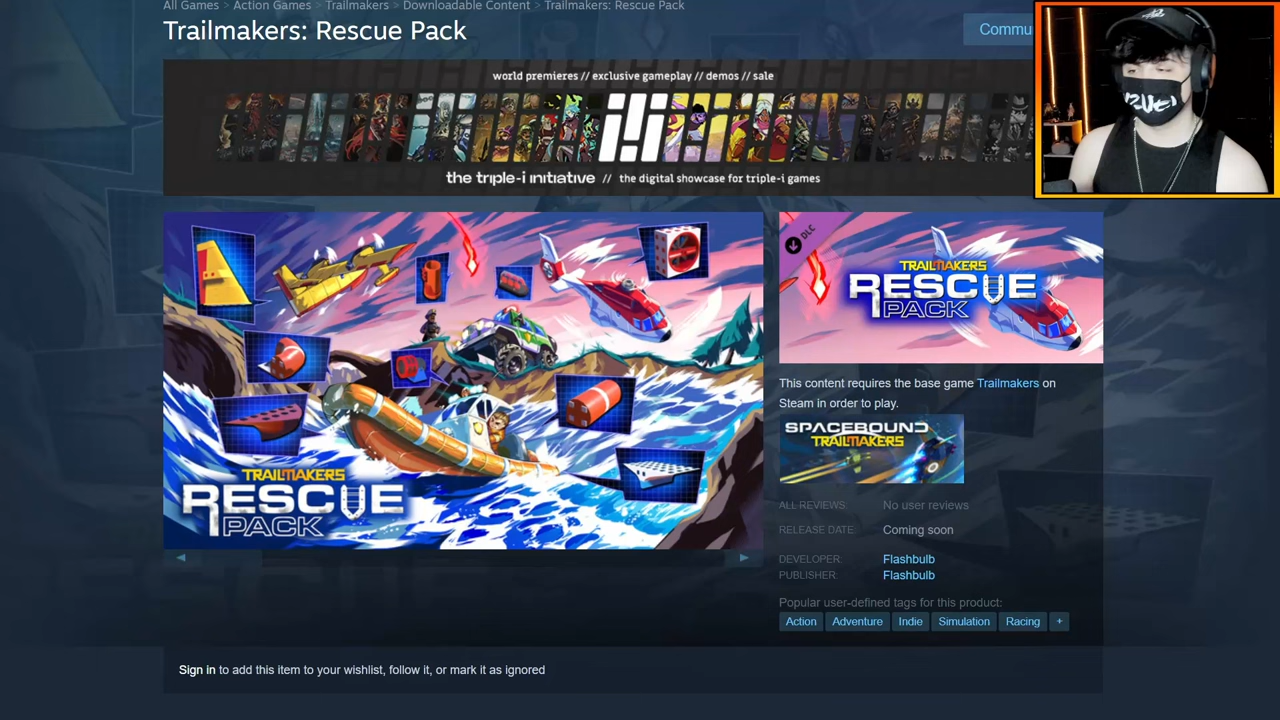 All Games > Action Games > Trailmakers > Downloadable Content > Trailmakers: Rescue Pack
Trailmakers: Rescue Pack
Commu
world premieres // exclusive gameplay // demos // sale
the triple-i initiative // the digital showcase for triple-i games
TRAILMAKERS
RESCUE
PACK
DLC
TRAILMAKERS
RESCUE
PACK
This content requires the base game Trailmakers on
Steam in order to play.
SPACEBOUND
TRAILMAKERS
ALL REVIEWS: No user reviews
RELEASE DATE: Coming soon
DEVELOPER: Flashbulb
PUBLISHER: Flashbulb
Popular user-defined tags for this product:
Action Adventure Indie Simulation Racing +
Sign in to add this item to your wishlist, follow it, or mark it as ignored